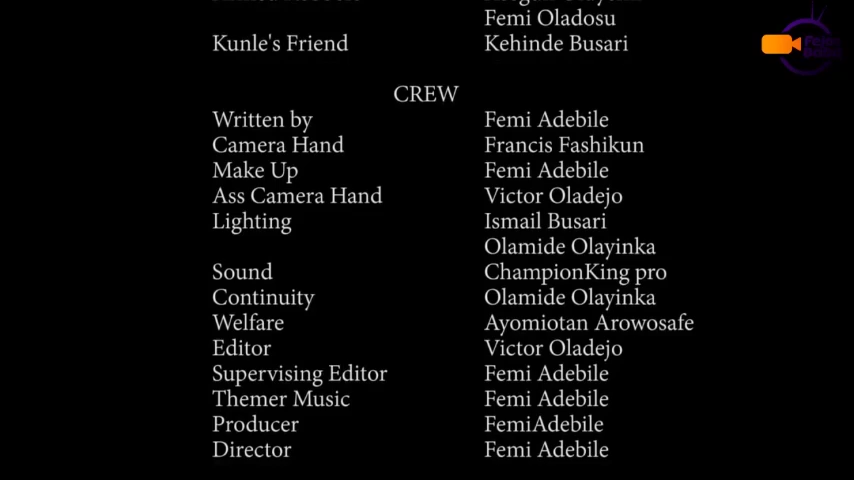 Femi Oladosu
Kunle's Friend Kehinde Busari
CREW
Written by Femi Adebile
Camera Hand Francis Fashikun
Make Up Femi Adebile
Ass Camera Hand Victor Oladejo
Lighting Ismail Busari
Olamide Olayinka
Sound ChampionKing pro
Continuity Olamide Olayinka
Welfare Ayomiotan Arowosafe
Editor Victor Oladejo
Supervising Editor Femi Adebile
Themer Music Femi Adebile
Producer FemiAdebile
Director Femi Adebile